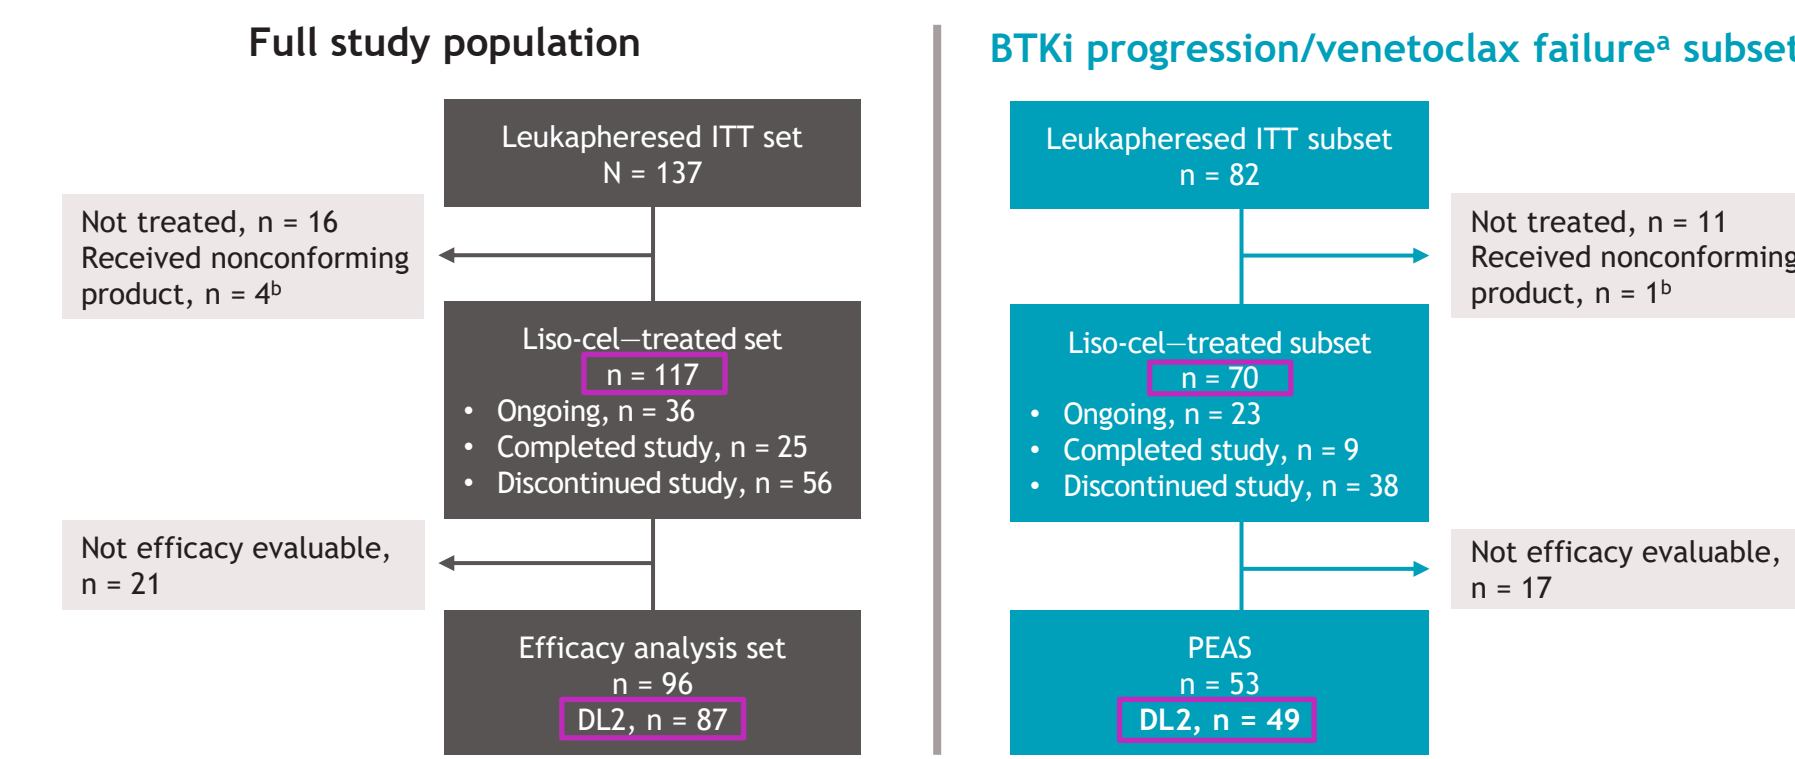 Full study population
Leukapheresed ITT set
N = 137
Not treated, n = 16
Received nonconforming
product, n = 4ᵇ
Liso-cel—treated set
n = 117
• Ongoing, n = 36
• Completed study, n = 25
• Discontinued study, n = 56
Not efficacy evaluable,
n = 21
Efficacy analysis set
n = 96
DL2, n = 87
BTKi progression/venetoclax failureᵃ subset
Leukapheresed ITT subset
n = 82
Not treated, n = 11
Received nonconforming
product, n = 1ᵇ
Liso-cel—treated subset
n = 70
• Ongoing, n = 23
• Completed study, n = 9
• Discontinued study, n = 38
Not efficacy evaluable,
n = 17
PEAS
n = 53
DL2, n = 49